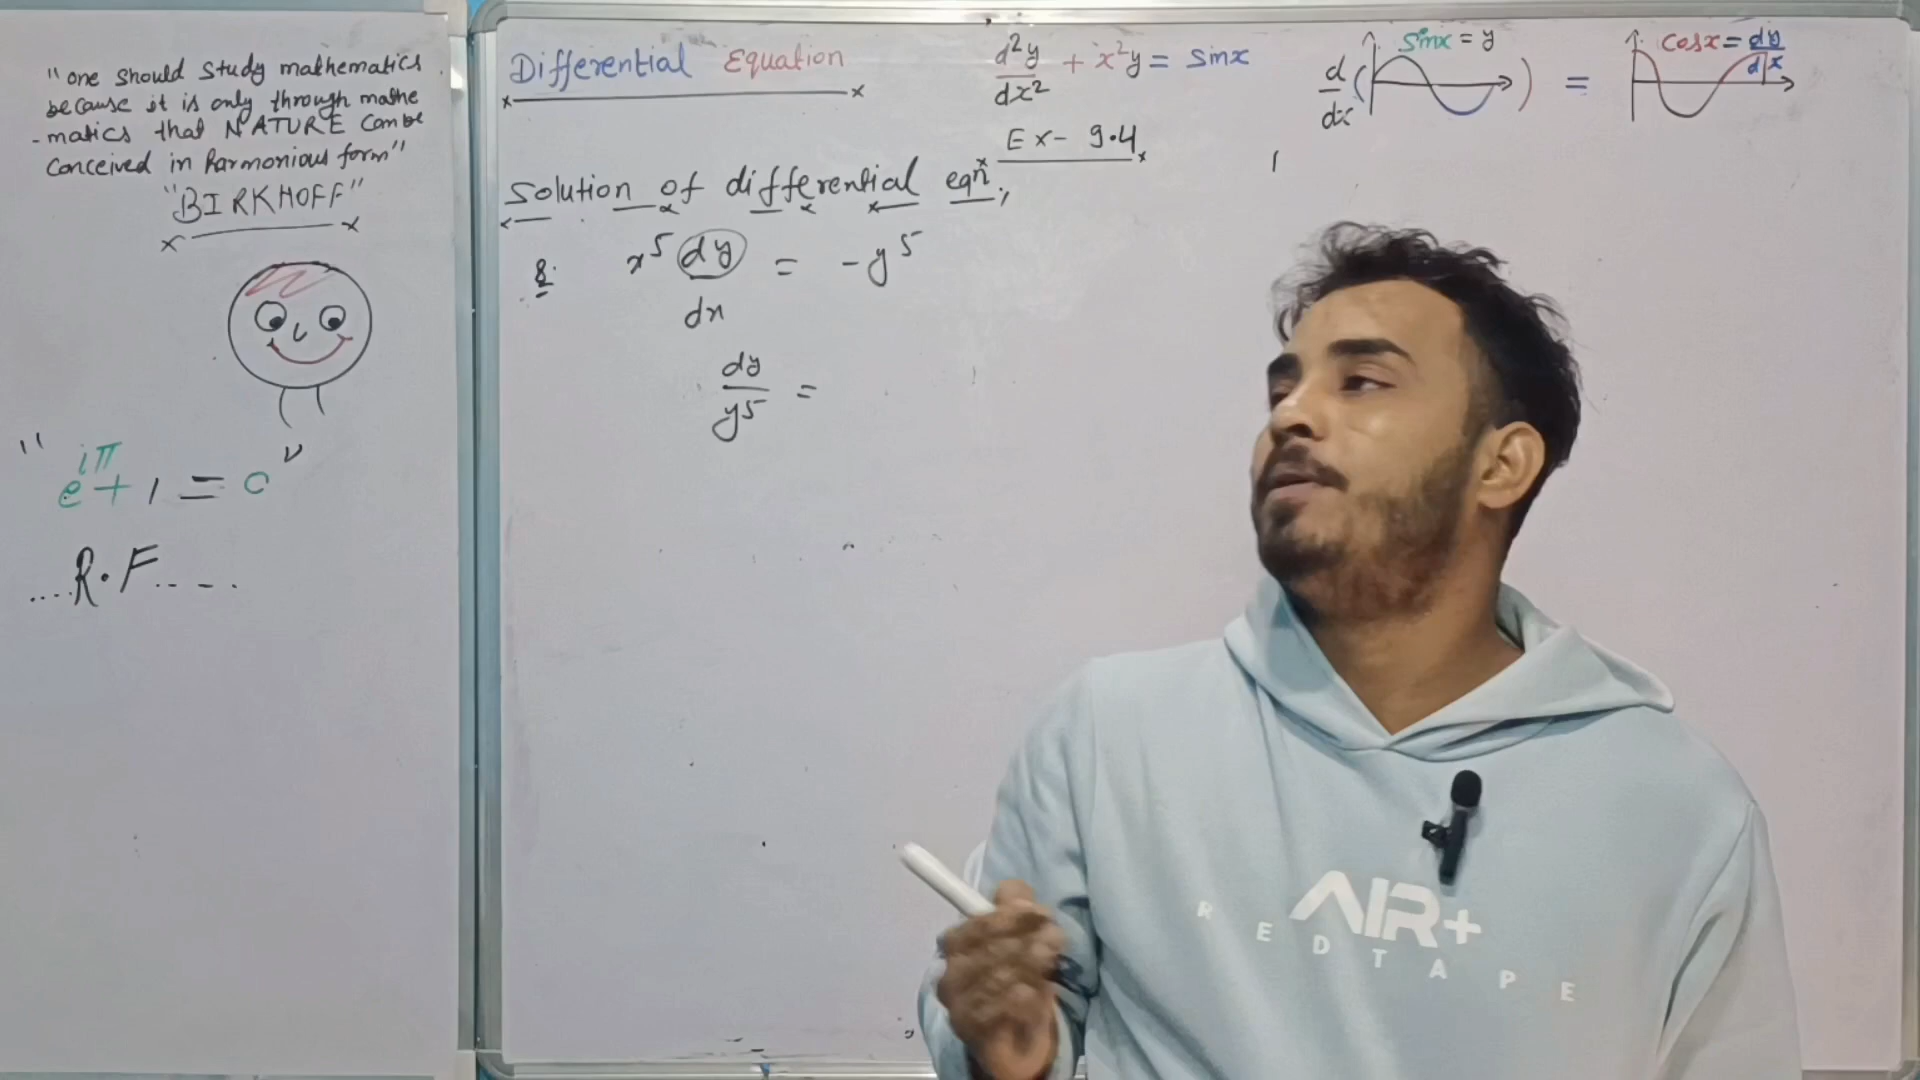 "one should study mathematics
because it is only through mathe
-matics that NATURE can be
conceived in harmonious form"
"BIRKHOFF"
" e^iπ + 1 = 0 "
....R.F.....
Differential Equation
d²y/dx² + x²y = sinx
d/dx ( sinx = y ) = cosx = dy/dx
Ex- 9.4
Solution of differential eqⁿ,
8. x⁵ dy/dx = -y⁵
dy/y⁵ =
AIR+
REDTAPE